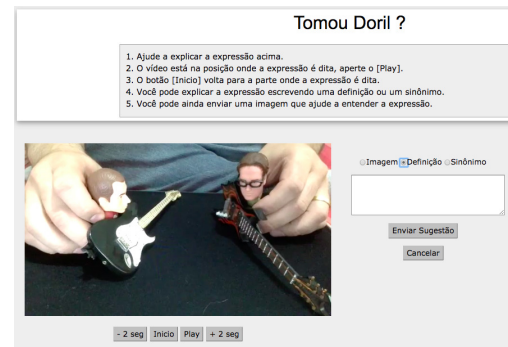 Tomou Doril ?
1. Ajude a explicar a expressão acima.
2. O vídeo está na posição onde a expressão é dita, aperte o [Play].
3. O botão [Inicio] volta para a parte onde a expressão é dita.
4. Você pode explicar a expressão escrevendo uma definição ou um sinônimo.
5. Você pode ainda enviar uma imagem que ajude a entender a expressão.
Imagem Definição Sinônimo
Enviar Sugestão
Cancelar
- 2 seg Inicio Play + 2 seg